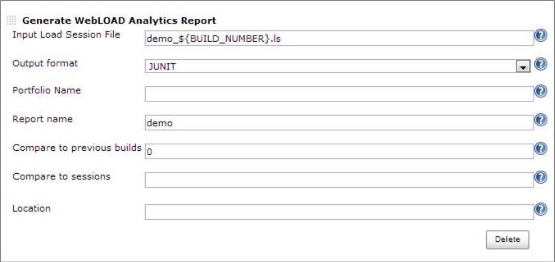 Generate WebLOAD Analytics Report
Input Load Session File demo_${BUILD_NUMBER}.ls
Output format JUNIT
Portfolio Name
Report name demo
Compare to previous builds 0
Compare to sessions
Location
Delete